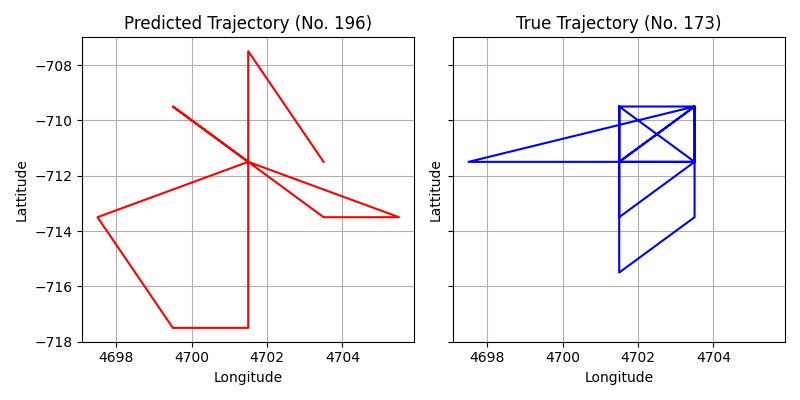 Predicted Trajectory (No. 196)
True Trajectory (No. 173)
Lattitude
−708
−710
−712
−714
−716
−718
4698 4700 4702 4704
Longitude
Lattitude
4698 4700 4702 4704
Longitude